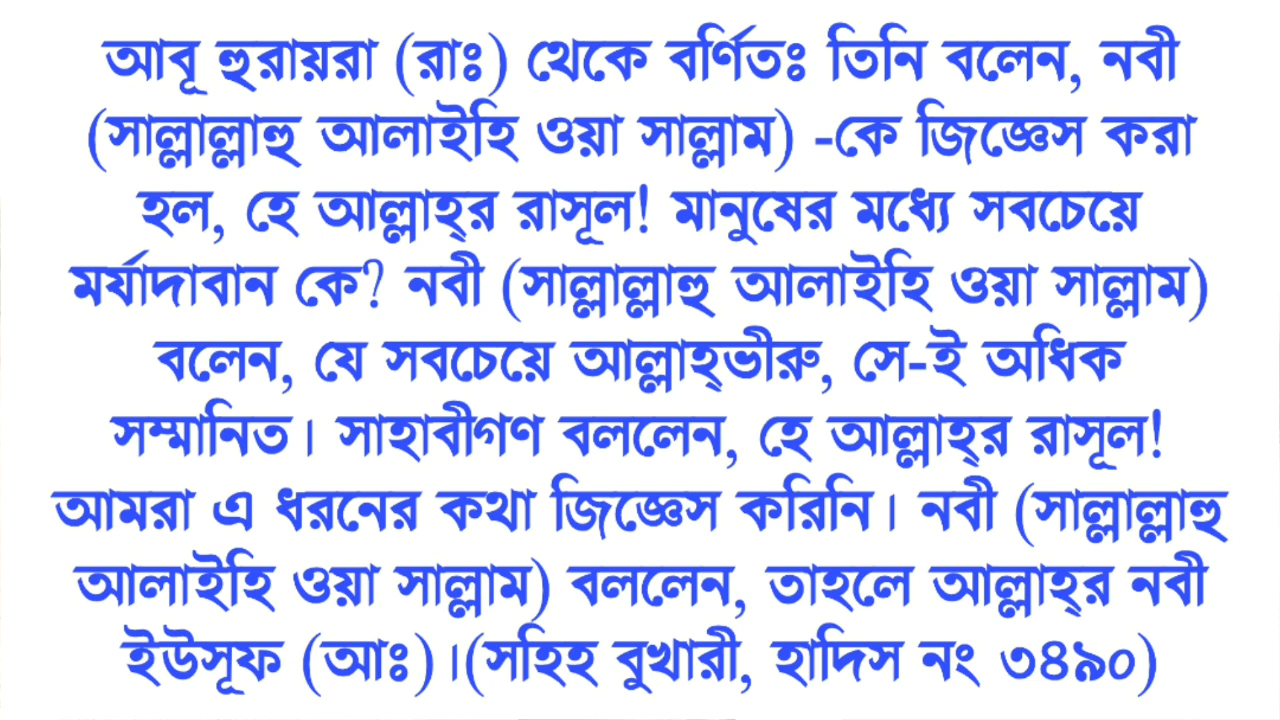 আবূ হুরায়রা (রাঃ) থেকে বর্ণিতঃ তিনি বলেন, নবী
(সাল্লাল্লাহু আলাইহি ওয়া সাল্লাম) -কে জিজ্ঞেস করা
হল, হে আল্লাহ্‌র রাসূল! মানুষের মধ্যে সবচেয়ে
মর্যাদাবান কে? নবী (সাল্লাল্লাহু আলাইহি ওয়া সাল্লাম)
বলেন, যে সবচেয়ে আল্লাহ্‌ভীরু, সে-ই অধিক
সম্মানিত। সাহাবীগণ বললেন, হে আল্লাহ্‌র রাসূল!
আমরা এ ধরনের কথা জিজ্ঞেস করিনি। নবী (সাল্লাল্লাহু
আলাইহি ওয়া সাল্লাম) বললেন, তাহলে আল্লাহ্‌র নবী
ইউসূফ (আঃ)।(সহিহ বুখারী, হাদিস নং ৩৪৯০)